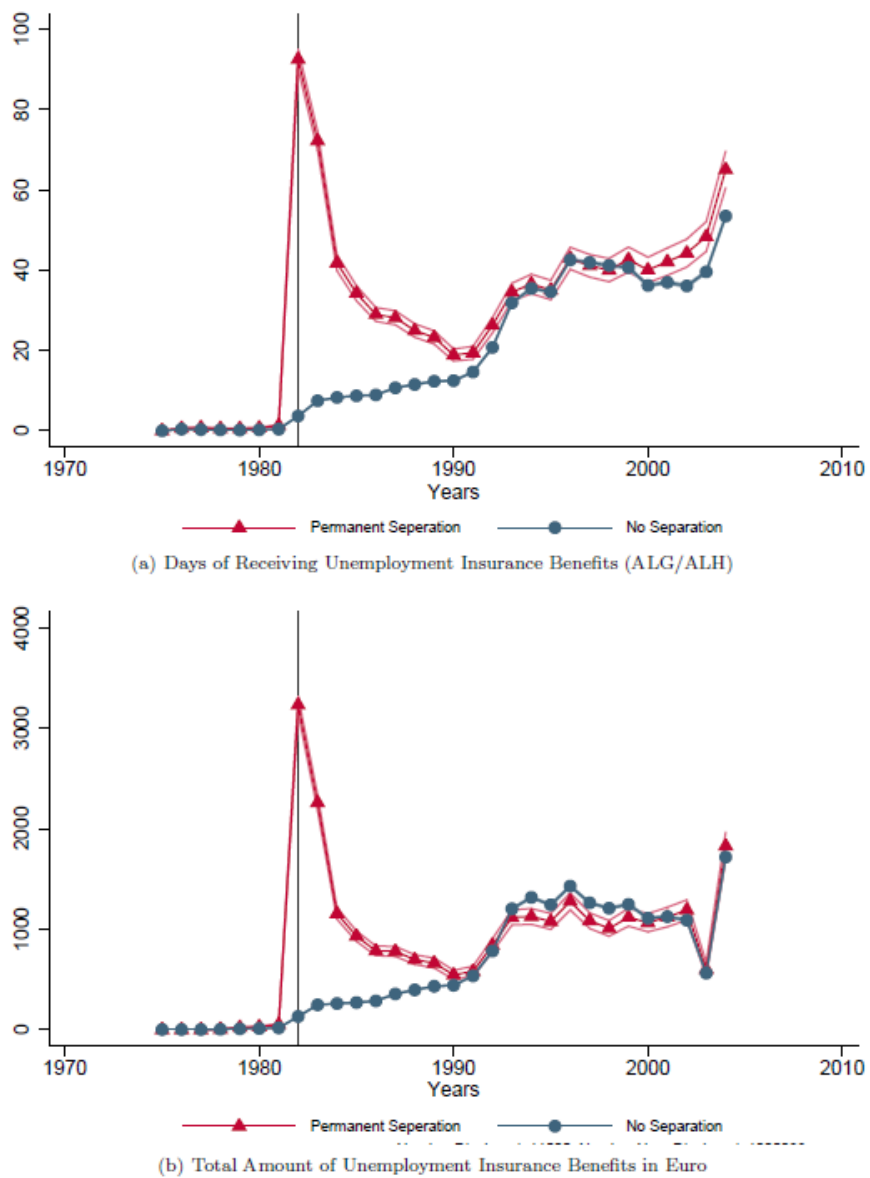 100
80
60
40
20
0
1970 1980 1990 2000 2010
Years
Permanent Seperation No Separation
(a) Days of Receiving Unemployment Insurance Benefits (ALG/ALH)
4000
3000
2000
1000
0
1970 1980 1990 2000 2010
Years
Permanent Seperation No Separation
(b) Total Amount of Unemployment Insurance Benefits in Euro